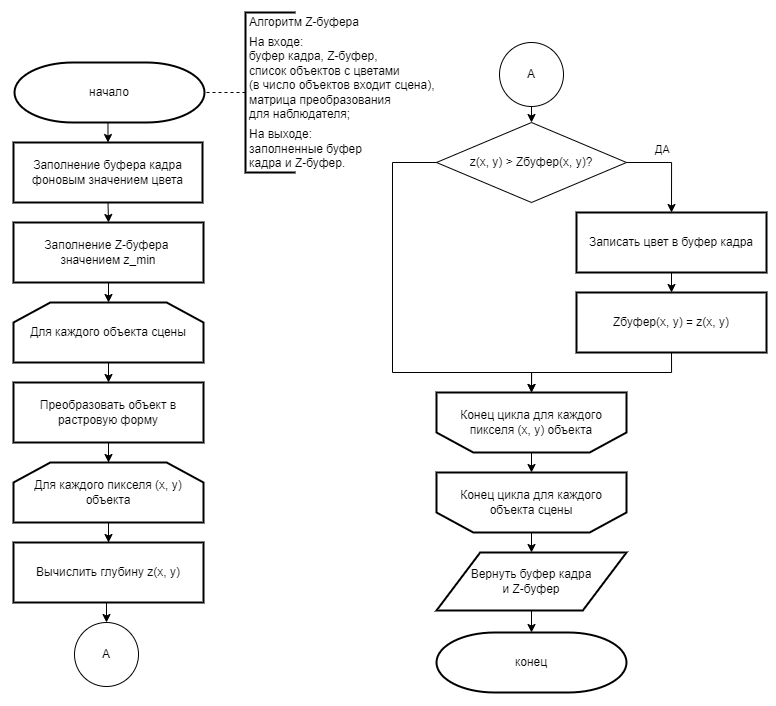 Алгоритм Z-буфера
На входе:
буфер кадра, Z-буфер,
список объектов с цветами
(в число объектов входит сцена),
матрица преобразования
для наблюдателя;
На выходе:
заполненные буфер
кадра и Z-буфер.
начало
Заполнение буфера кадра
фоновым значением цвета
Заполнение Z-буфера
значением z_min
Для каждого объекта сцены
Преобразовать объект в
растровую форму
Для каждого пикселя (x, y)
объекта
Вычислить глубину z(x, y)
A
A
z(x, y) > Zбуфер(x, y)?
ДА
Записать цвет в буфер кадра
Zбуфер(x, y) = z(x, y)
Конец цикла для каждого
пикселя (x, y) объекта
Конец цикла для каждого
объекта сцены
Вернуть буфер кадра
и Z-буфер
конец